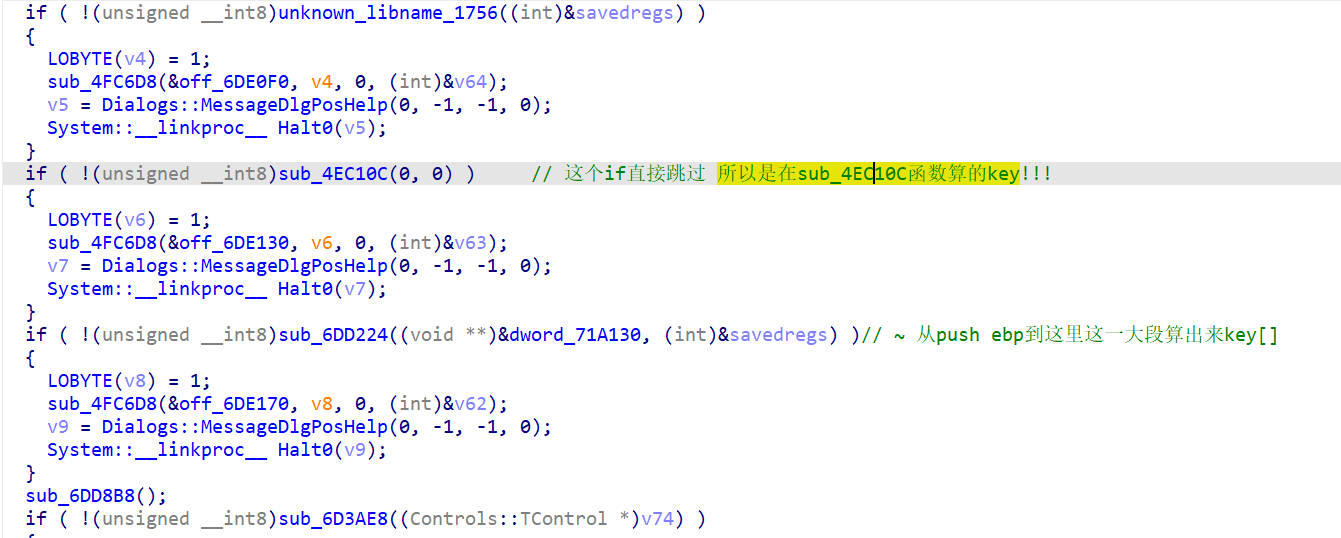 if ( !(unsigned __int8)unknown_libname_1756((int)&savedregs) )
{
LOBYTE(v4) = 1;
sub_4FC6D8(&off_6DE0F0, v4, 0, (int)&v64);
v5 = Dialogs::MessageDlgPosHelp(0, -1, -1, 0);
System::__linkproc__ Halt0(v5);
}
if ( !(unsigned __int8)sub_4EC10C(0, 0) ) // 这个if直接跳过 所以是在sub_4EC10C函数算的key!!!
{
LOBYTE(v6) = 1;
sub_4FC6D8(&off_6DE130, v6, 0, (int)&v63);
v7 = Dialogs::MessageDlgPosHelp(0, -1, -1, 0);
System::__linkproc__ Halt0(v7);
}
if ( !(unsigned __int8)sub_6DD224((void **)&dword_71A130, (int)&savedregs) )// ~ 从push ebp到这里这一大段算出来key[]
{
LOBYTE(v8) = 1;
sub_4FC6D8(&off_6DE170, v8, 0, (int)&v62);
v9 = Dialogs::MessageDlgPosHelp(0, -1, -1, 0);
System::__linkproc__ Halt0(v9);
}
sub_6DD8B8();
if ( !(unsigned __int8)sub_6D3AE8((Controls::TControl *)v74) )